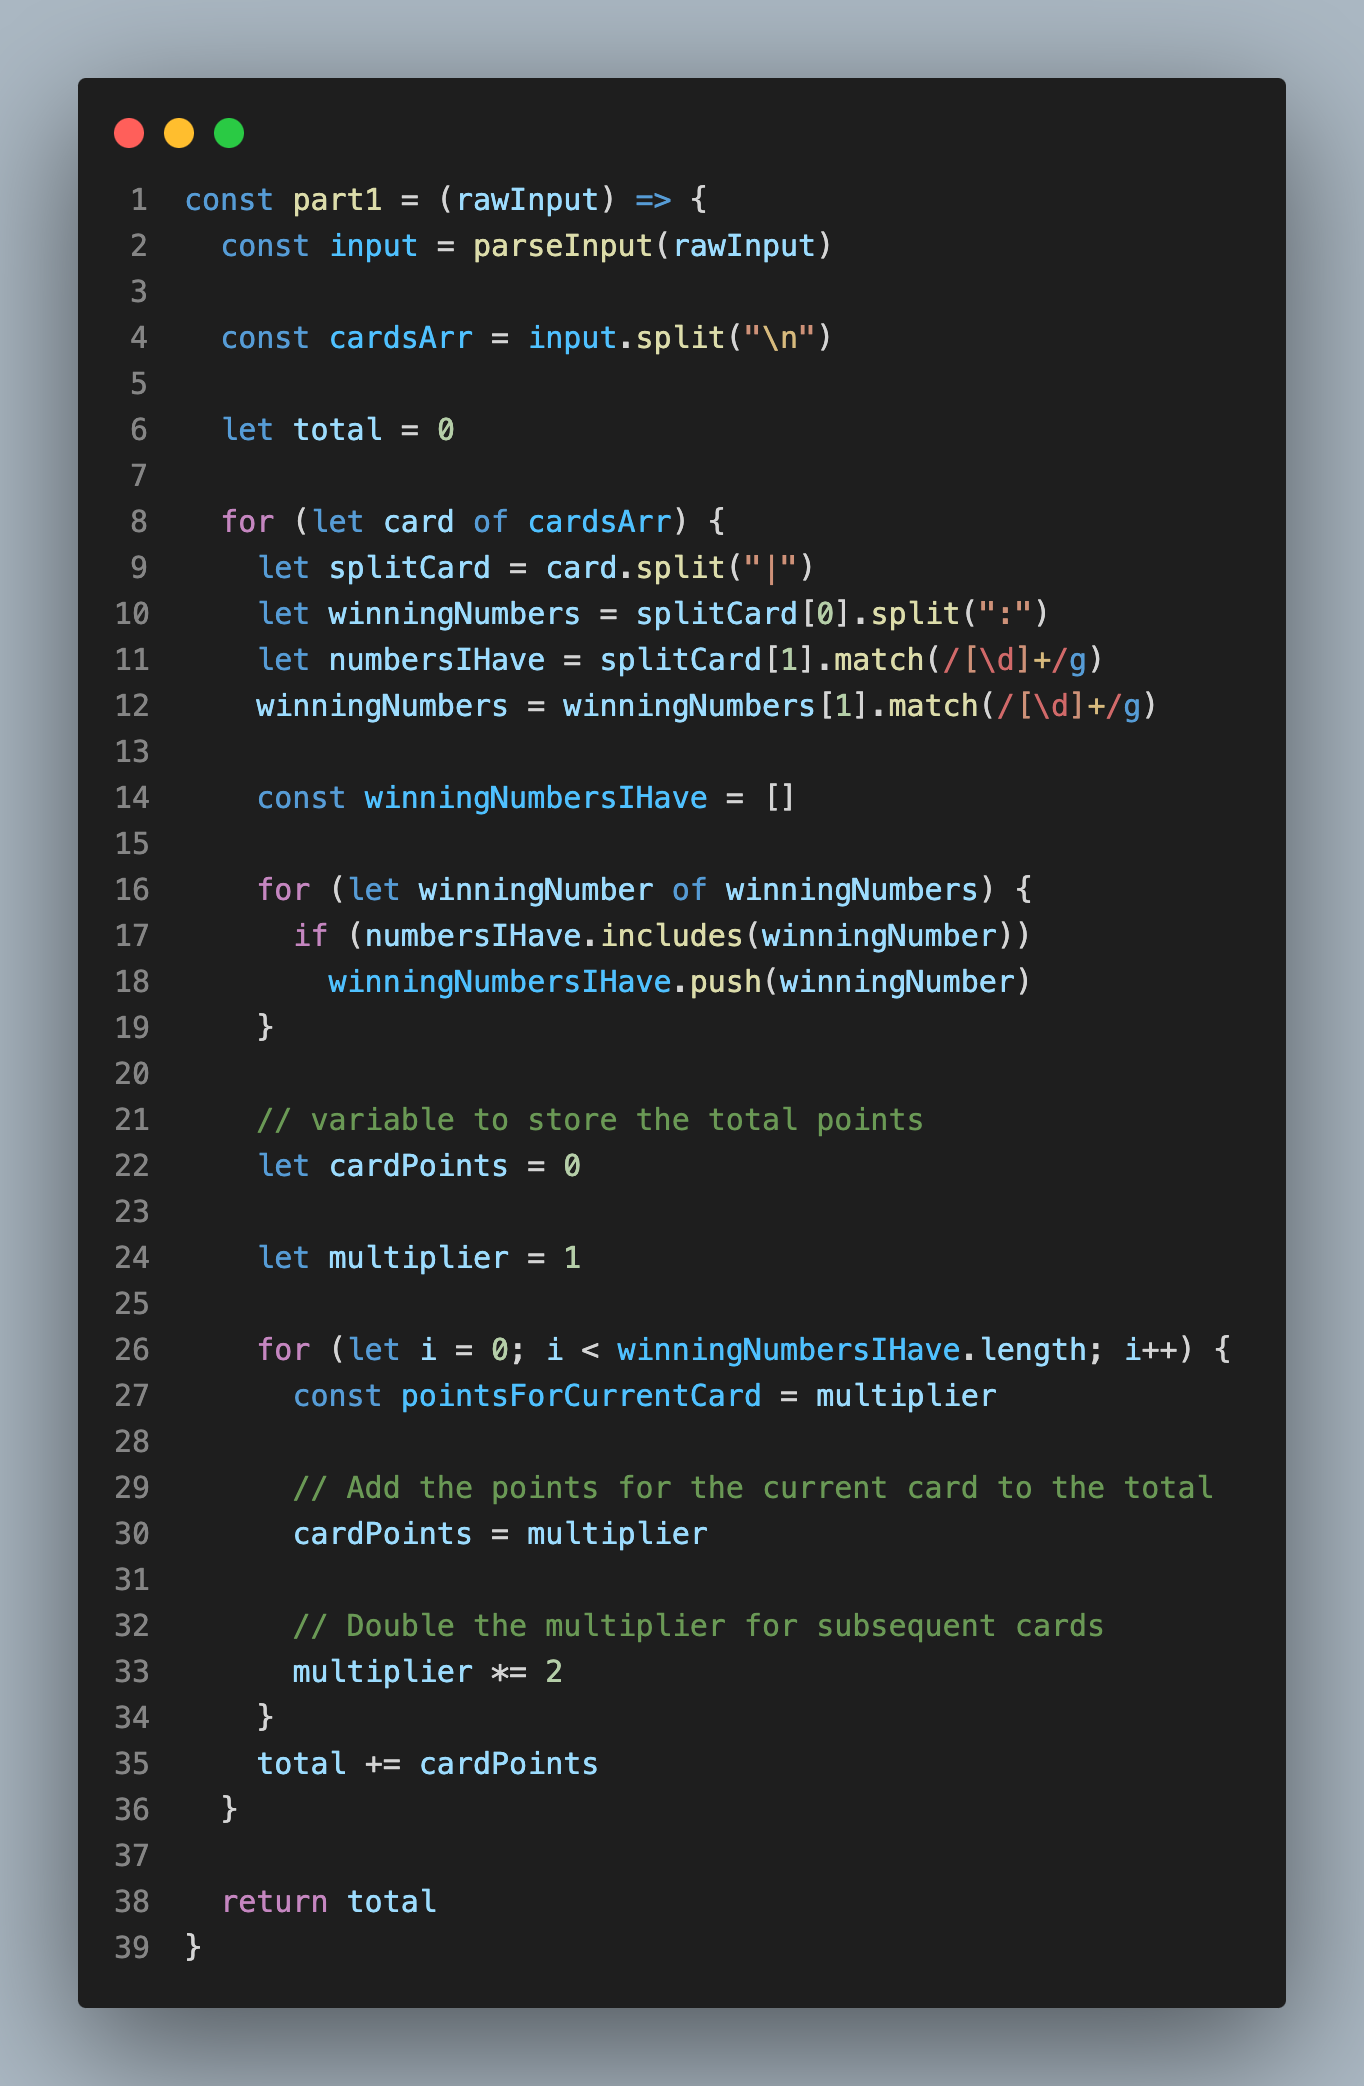 1 const part1 = (rawInput) => {
2   const input = parseInput(rawInput)
3
4   const cardsArr = input.split("\n")
5
6   let total = 0
7
8   for (let card of cardsArr) {
9     let splitCard = card.split("|")
10     let winningNumbers = splitCard[0].split(":")
11     let numbersIHave = splitCard[1].match(/[\d]+/g)
12     winningNumbers = winningNumbers[1].match(/[\d]+/g)
13
14     const winningNumbersIHave = []
15
16     for (let winningNumber of winningNumbers) {
17       if (numbersIHave.includes(winningNumber))
18         winningNumbersIHave.push(winningNumber)
19     }
20
21     // variable to store the total points
22     let cardPoints = 0
23
24     let multiplier = 1
25
26     for (let i = 0; i < winningNumbersIHave.length; i++) {
27       const pointsForCurrentCard = multiplier
28
29       // Add the points for the current card to the total
30       cardPoints = multiplier
31
32       // Double the multiplier for subsequent cards
33       multiplier *= 2
34     }
35     total += cardPoints
36   }
37
38   return total
39 }